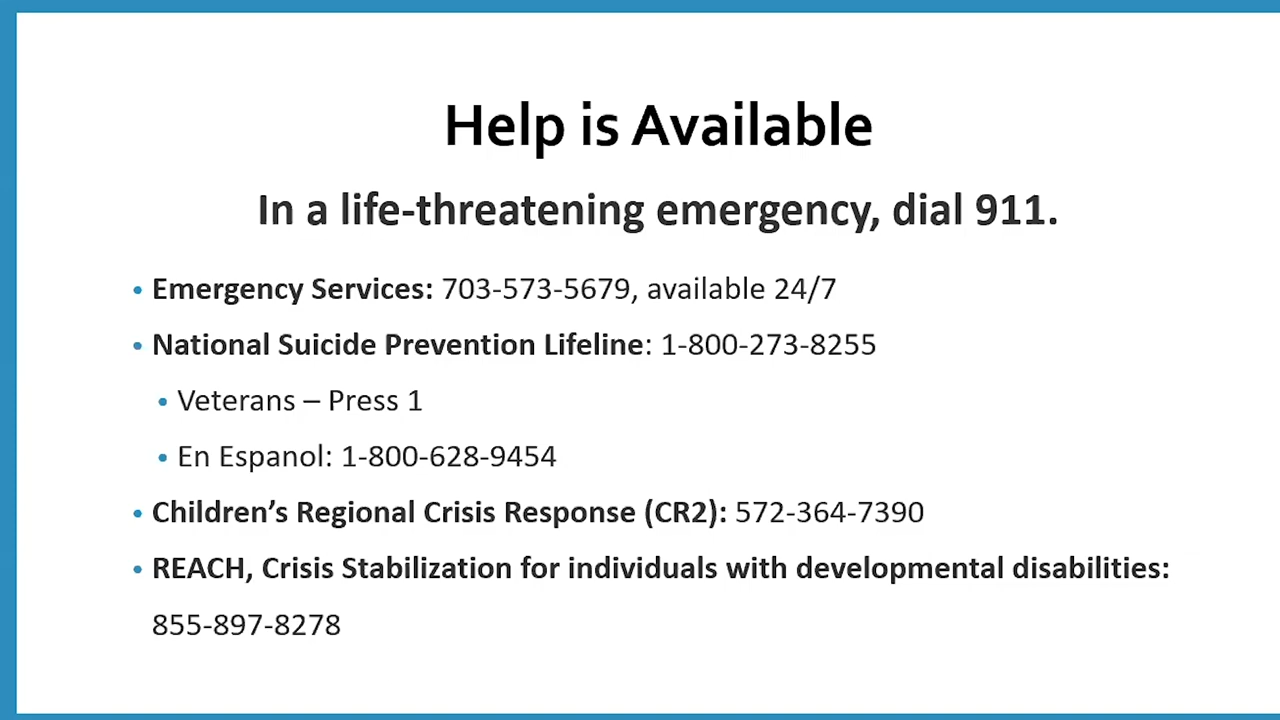 Help is Available
In a life-threatening emergency, dial 911.
• Emergency Services: 703-573-5679, available 24/7
• National Suicide Prevention Lifeline: 1-800-273-8255
• Veterans – Press 1
• En Espanol: 1-800-628-9454
• Children’s Regional Crisis Response (CR2): 572-364-7390
• REACH, Crisis Stabilization for individuals with developmental disabilities:
855-897-8278